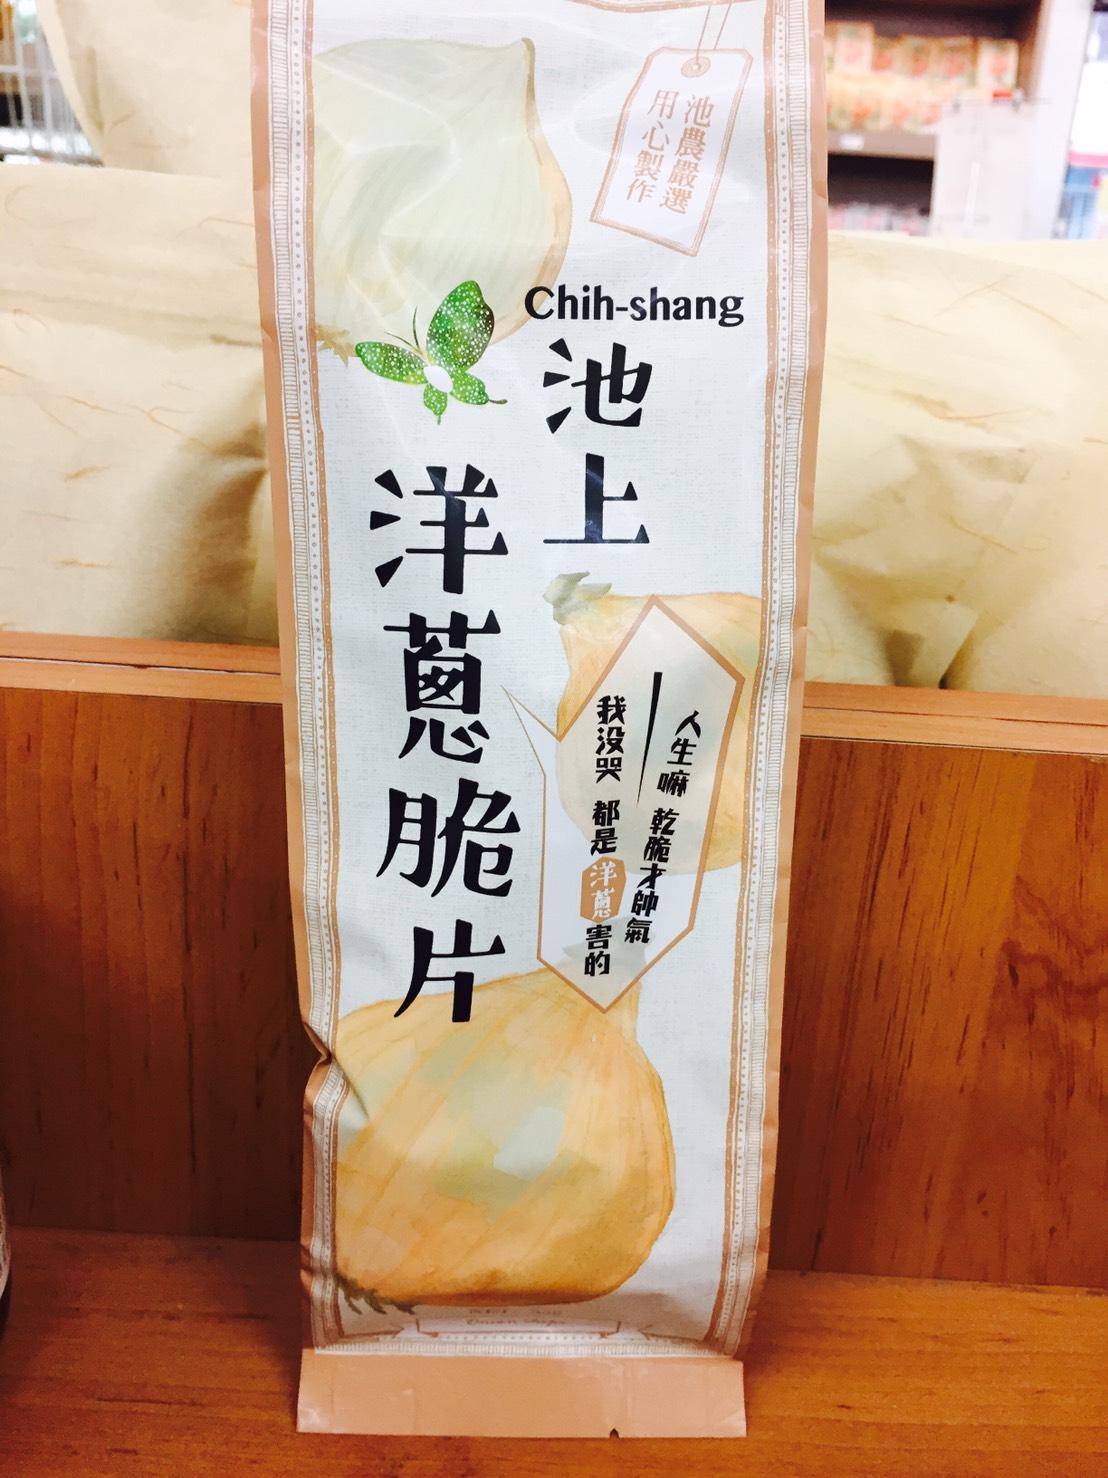 池農嚴選
用心製作
Chih-shang
池上
洋蔥脆片
人生嘛 乾脆才帥氣
我没哭 都是洋蔥害的